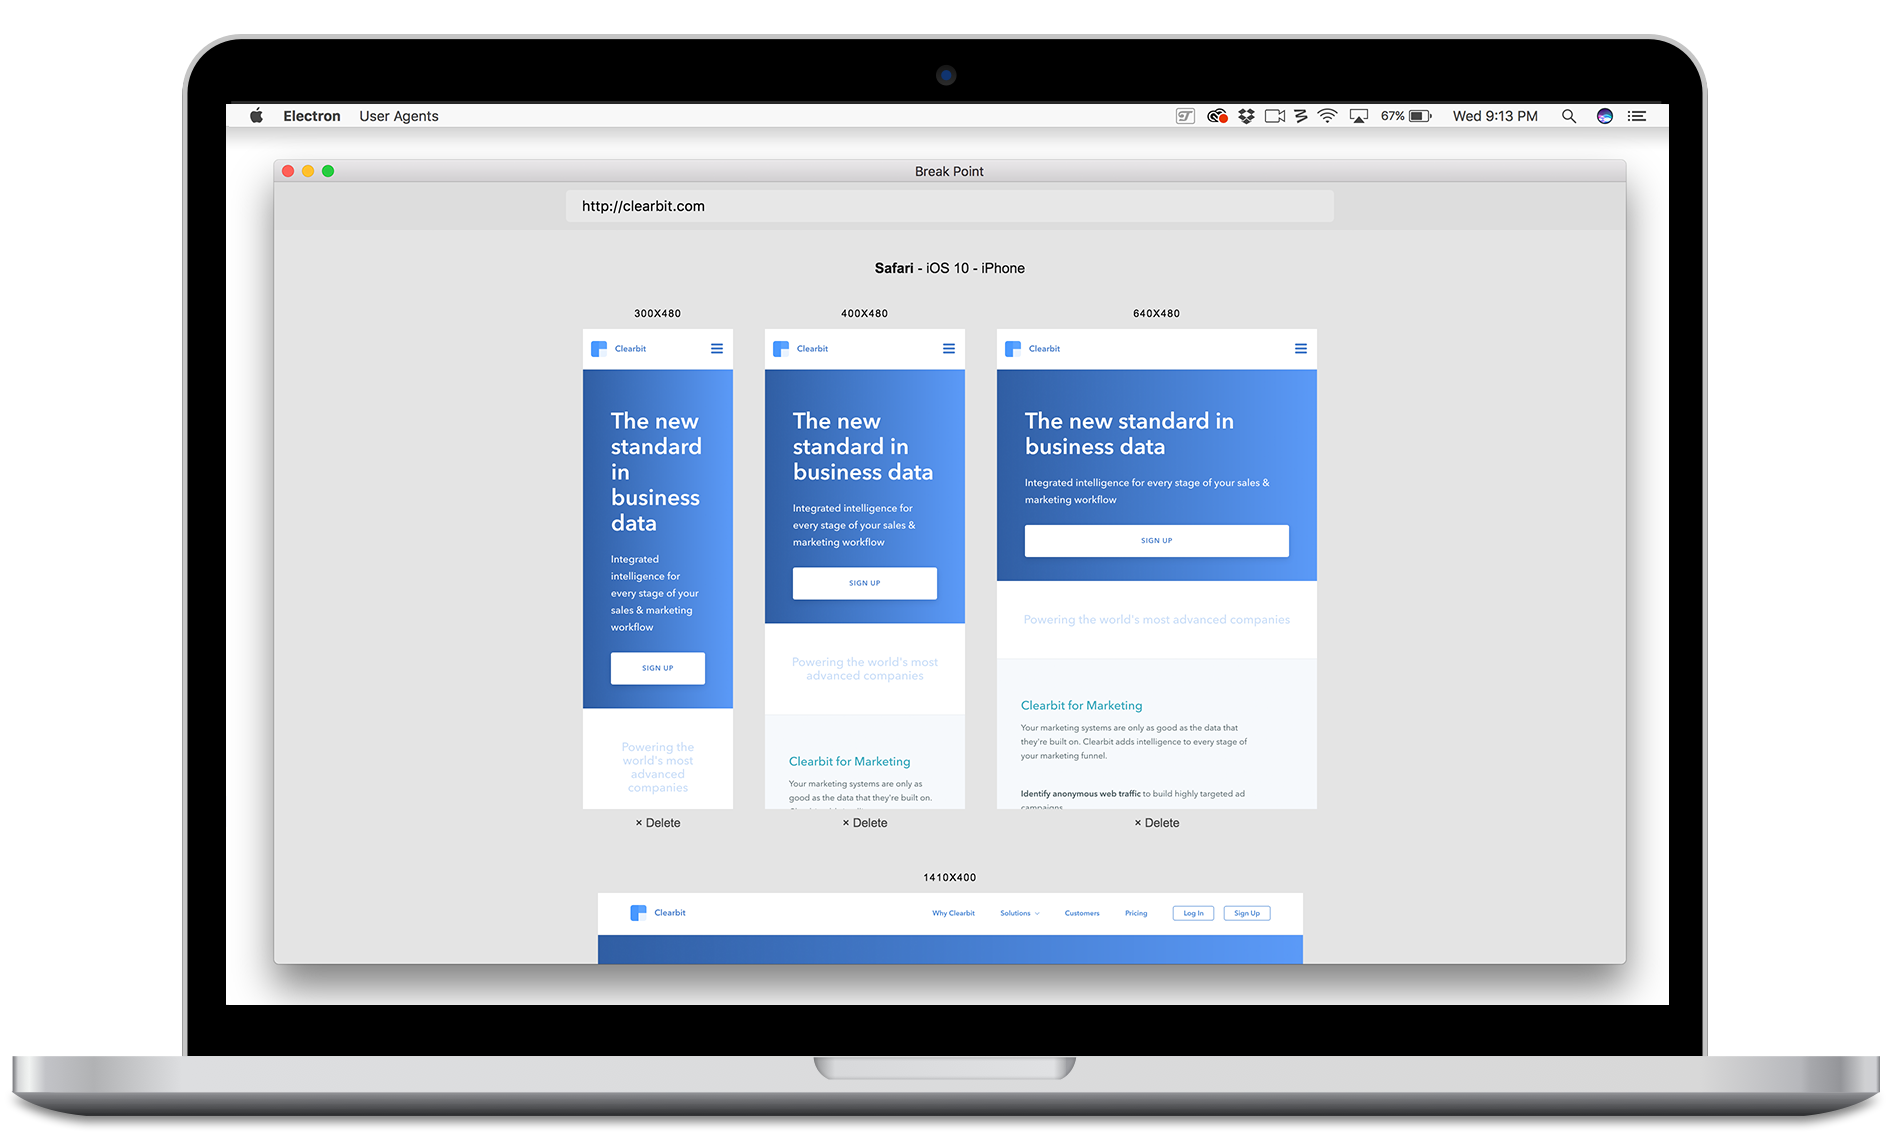 Electron User Agents 67% Wed 9:13 PM
Break Point
http://clearbit.com
Safari - iOS 10 - iPhone
300X480
Clearbit
The new
standard
in
business
data
Integrated
intelligence for
every stage of your
sales & marketing
workflow
SIGN UP
Powering the
world's most
advanced
companies
× Delete
400X480
Clearbit
The new
standard in
business data
Integrated intelligence for
every stage of your sales &
marketing workflow
SIGN UP
Powering the world's most
advanced companies
Clearbit for Marketing
Your marketing systems are only as
good as the data that they're built on.
× Delete
640X480
Clearbit
The new standard in
business data
Integrated intelligence for every stage of your sales &
marketing workflow
SIGN UP
Powering the world's most advanced companies
Clearbit for Marketing
Your marketing systems are only as good as the data that
they're built on. Clearbit adds intelligence to every stage of
your marketing funnel.
Identify anonymous web traffic to build highly targeted ad
campaigns
× Delete
1410X400
Clearbit Why Clearbit Solutions Customers Pricing Log In Sign Up